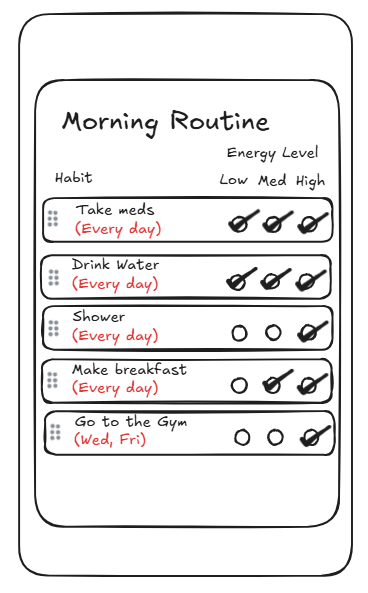 Morning Routine
Energy Level
Habit Low Med High
Take meds
(Every day)
Drink Water
(Every day)
Shower
(Every day)
Make breakfast
(Every day)
Go to the Gym
(Wed, Fri)